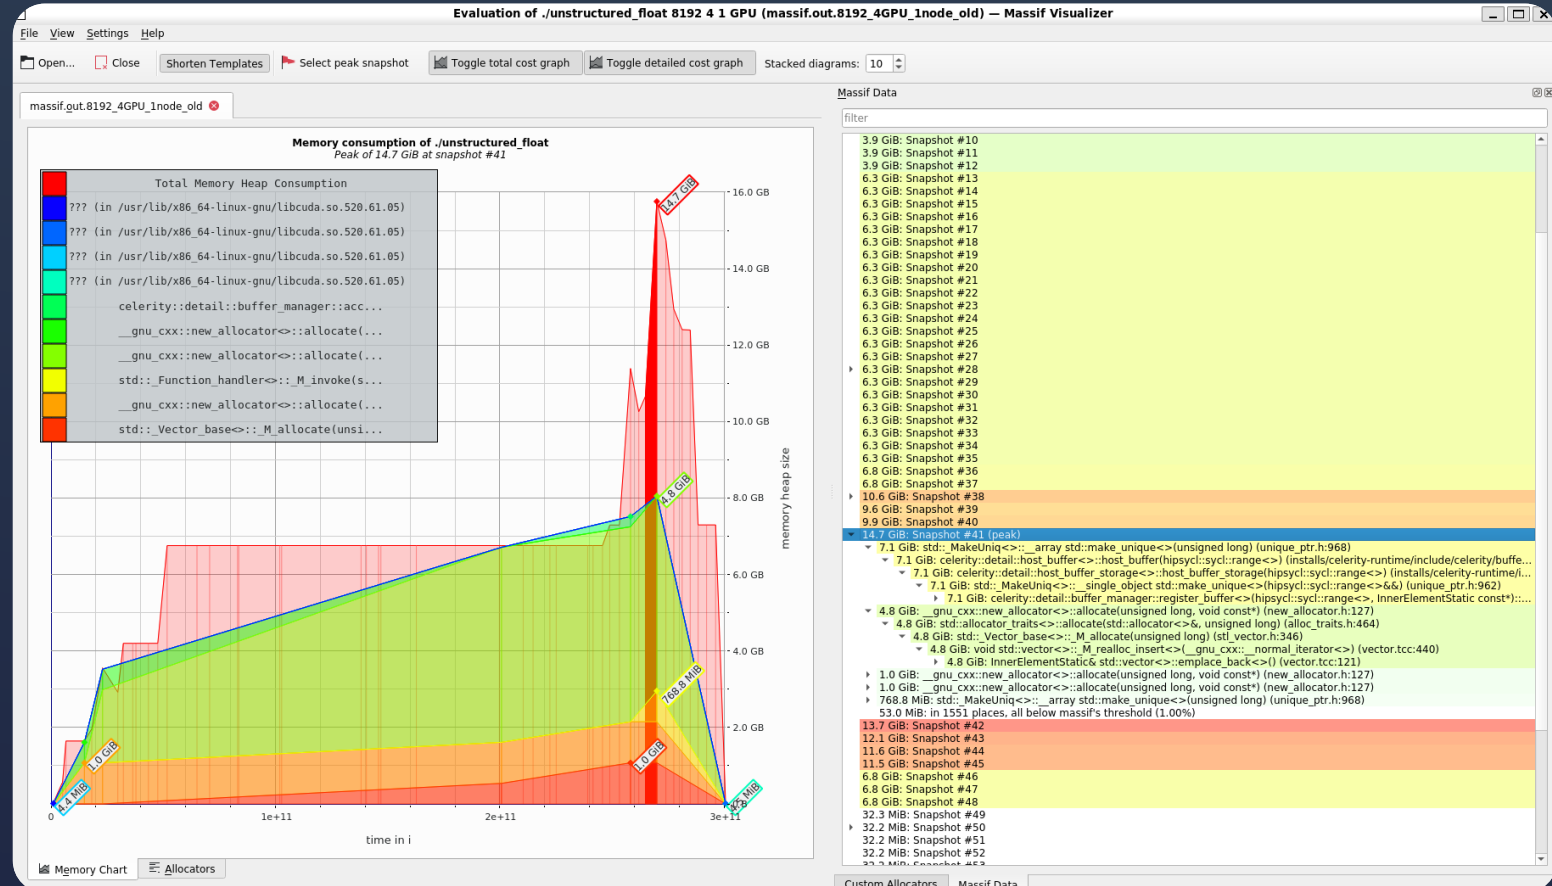 Evaluation of ./unstructured_float 8192 4 1 GPU (massif.out.8192_4GPU_1node_old) — Massif Visualizer
File View Settings Help
Open... Close Shorten Templates Select peak snapshot Toggle total cost graph Toggle detailed cost graph Stacked diagrams: 10
massif.out.8192_4GPU_1node_old
Memory consumption of ./unstructured_float
Peak of 14.7 GiB at snapshot #41
Total Memory Heap Consumption
??? (in /usr/lib/x86_64-linux-gnu/libcuda.so.520.61.05)
??? (in /usr/lib/x86_64-linux-gnu/libcuda.so.520.61.05)
??? (in /usr/lib/x86_64-linux-gnu/libcuda.so.520.61.05)
??? (in /usr/lib/x86_64-linux-gnu/libcuda.so.520.61.05)
celerity::detail::buffer_manager::acc...
__gnu_cxx::new_allocator<>::allocate(...
__gnu_cxx::new_allocator<>::allocate(...
std::_Function_handler<>::_M_invoke(s...
__gnu_cxx::new_allocator<>::allocate(...
std::_Vector_base<>::_M_allocate(unsi...
16.0 GB
14.0 GB
12.0 GB
10.0 GB
8.0 GB
6.0 GB
4.0 GB
2.0 GB
memory heap size
14.7 GiB
4.8 GiB
768.8 MiB
1.0 GiB
1.0 GiB
4.4 MiB
0 1e+11 2e+11 3e+11
time in i
Memory Chart Allocators
Massif Data
filter
3.9 GiB: Snapshot #10
3.9 GiB: Snapshot #11
3.9 GiB: Snapshot #12
6.3 GiB: Snapshot #13
6.3 GiB: Snapshot #14
6.3 GiB: Snapshot #15
6.3 GiB: Snapshot #16
6.3 GiB: Snapshot #17
6.3 GiB: Snapshot #18
6.3 GiB: Snapshot #19
6.3 GiB: Snapshot #20
6.3 GiB: Snapshot #21
6.3 GiB: Snapshot #22
6.3 GiB: Snapshot #23
6.3 GiB: Snapshot #24
6.3 GiB: Snapshot #25
6.3 GiB: Snapshot #26
6.3 GiB: Snapshot #27
6.3 GiB: Snapshot #28
6.3 GiB: Snapshot #29
6.3 GiB: Snapshot #30
6.3 GiB: Snapshot #31
6.3 GiB: Snapshot #32
6.3 GiB: Snapshot #33
6.3 GiB: Snapshot #34
6.3 GiB: Snapshot #35
6.8 GiB: Snapshot #36
6.8 GiB: Snapshot #37
10.6 GiB: Snapshot #38
9.6 GiB: Snapshot #39
9.9 GiB: Snapshot #40
14.7 GiB: Snapshot #41 (peak)
7.1 GiB: std::_MakeUniq<>::__array std::make_unique<>(unsigned long) (unique_ptr.h:968)
7.1 GiB: celerity::detail::host_buffer<>::host_buffer(hipsycl::sycl::range<>) (installs/celerity-runtime/include/celerity/buffe...
7.1 GiB: celerity::detail::host_buffer_storage<>::host_buffer_storage(hipsycl::sycl::range<>) (installs/celerity-runtime/i...
7.1 GiB: std::_MakeUniq<>::__single_object std::make_unique<>(hipsycl::sycl::range<>&&) (unique_ptr.h:962)
7.1 GiB: celerity::detail::buffer_manager::register_buffer<>(hipsycl::sycl::range<>, InnerElementStatic const*)::...
4.8 GiB: __gnu_cxx::new_allocator<>::allocate(unsigned long, void const*) (new_allocator.h:127)
4.8 GiB: std::allocator_traits<>::allocate(std::allocator<>&, unsigned long) (alloc_traits.h:464)
4.8 GiB: std::_Vector_base<>::_M_allocate(unsigned long) (stl_vector.h:346)
4.8 GiB: void std::vector<>::_M_realloc_insert<>(__gnu_cxx::__normal_iterator<>) (vector.tcc:440)
4.8 GiB: InnerElementStatic& std::vector<>::emplace_back<>() (vector.tcc:121)
1.0 GiB: __gnu_cxx::new_allocator<>::allocate(unsigned long, void const*) (new_allocator.h:127)
1.0 GiB: __gnu_cxx::new_allocator<>::allocate(unsigned long, void const*) (new_allocator.h:127)
768.8 MiB: std::_MakeUniq<>::__array std::make_unique<>(unsigned long) (unique_ptr.h:968)
53.0 MiB: in 1551 places, all below massif's threshold (1.00%)
13.7 GiB: Snapshot #42
12.1 GiB: Snapshot #43
11.6 GiB: Snapshot #44
11.5 GiB: Snapshot #45
6.8 GiB: Snapshot #46
6.8 GiB: Snapshot #47
6.8 GiB: Snapshot #48
32.3 MiB: Snapshot #49
32.2 MiB: Snapshot #50
32.2 MiB: Snapshot #51
32.2 MiB: Snapshot #52
32.2 MiB: Snapshot #53
Custom Allocators Massif Data